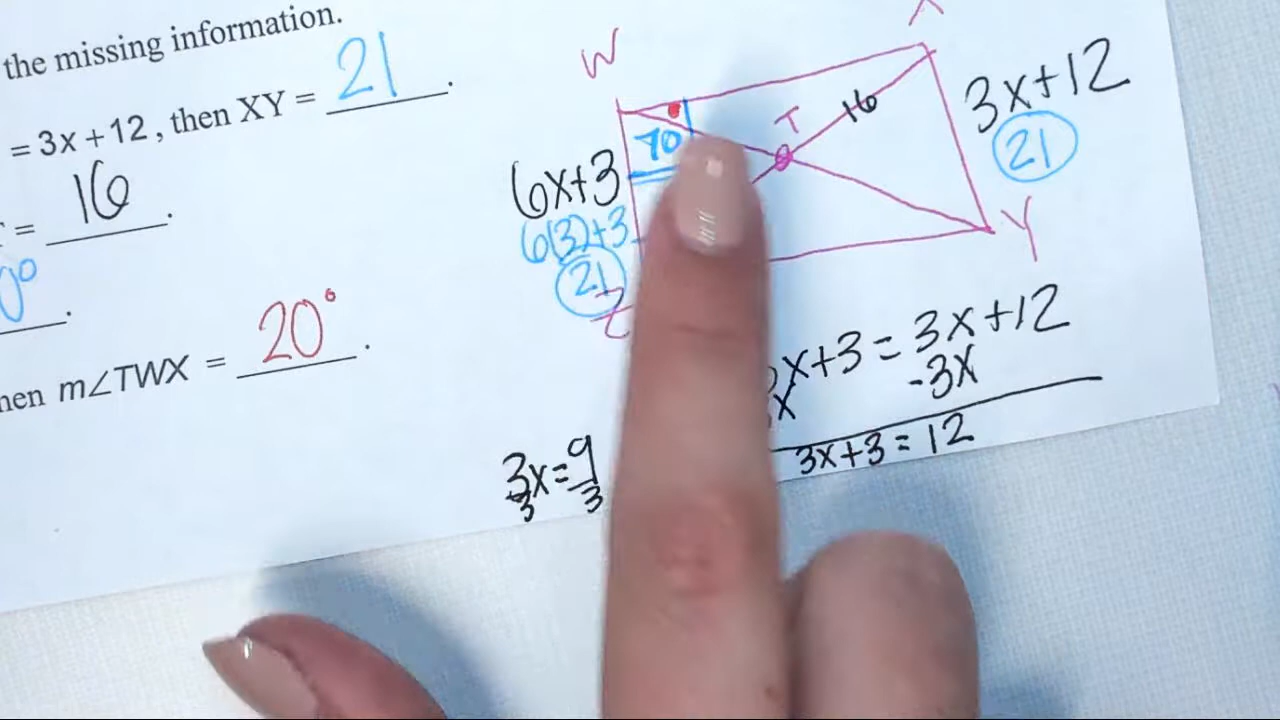 the missing information.
= 3x + 12 , then XY = 21 .
= 16 .
0°
.
then m∠TWX = 20° .
W
T
16
3x+12
21
70
6x+3
6(3)+3
21
Z
Y
x+3 = 3x+12
x -3x
3x+3 = 12
3x = 9
3 3